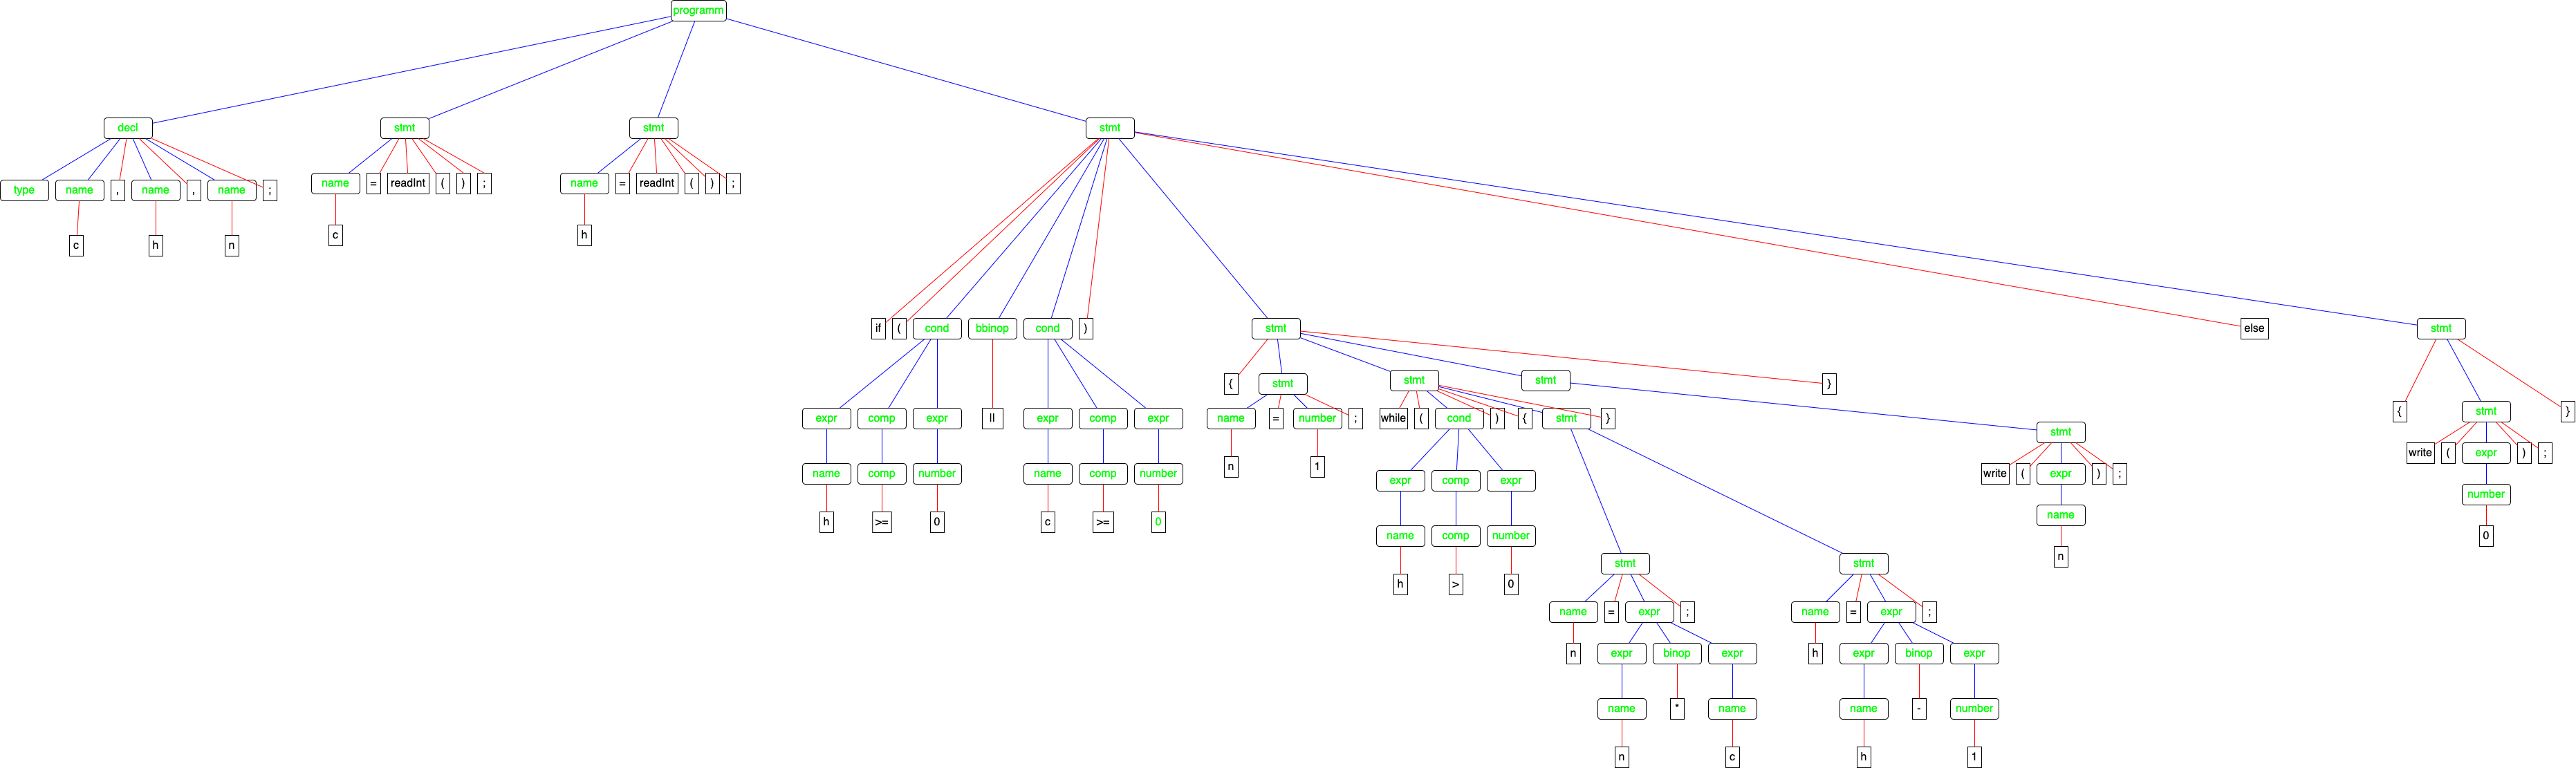 programm
decl stmt stmt stmt
type name , name , name ; name = readInt ( ) ; name = readInt ( ) ;
c h n c h
if ( cond bbinop cond ) stmt else stmt
{ stmt stmt stmt }
expr comp expr || expr comp expr name = number ; while ( cond ) { stmt } { stmt }
stmt
name comp number name comp number n 1 write ( expr ) ; write ( expr ) ;
expr comp expr
h >= 0 c >= 0 name number
name comp number n 0
h > 0
stmt stmt
name = expr ; name = expr ;
n expr binop expr h expr binop expr
name * name name - number
n c h 1